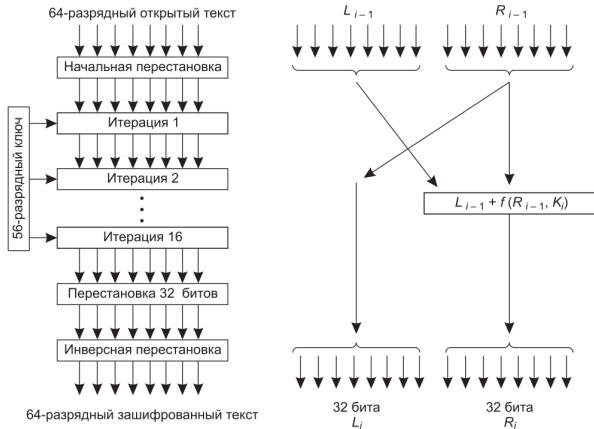 64-разрядный открытый текст
Начальная перестановка
56-разрядный ключ
Итерация 1
Итерация 2
Итерация 16
Перестановка 32 битов
Инверсная перестановка
64-разрядный зашифрованный текст
L i – 1
R i – 1
L i – 1 + f (R i – 1, Ki)
32 бита
Li
32 бита
Ri